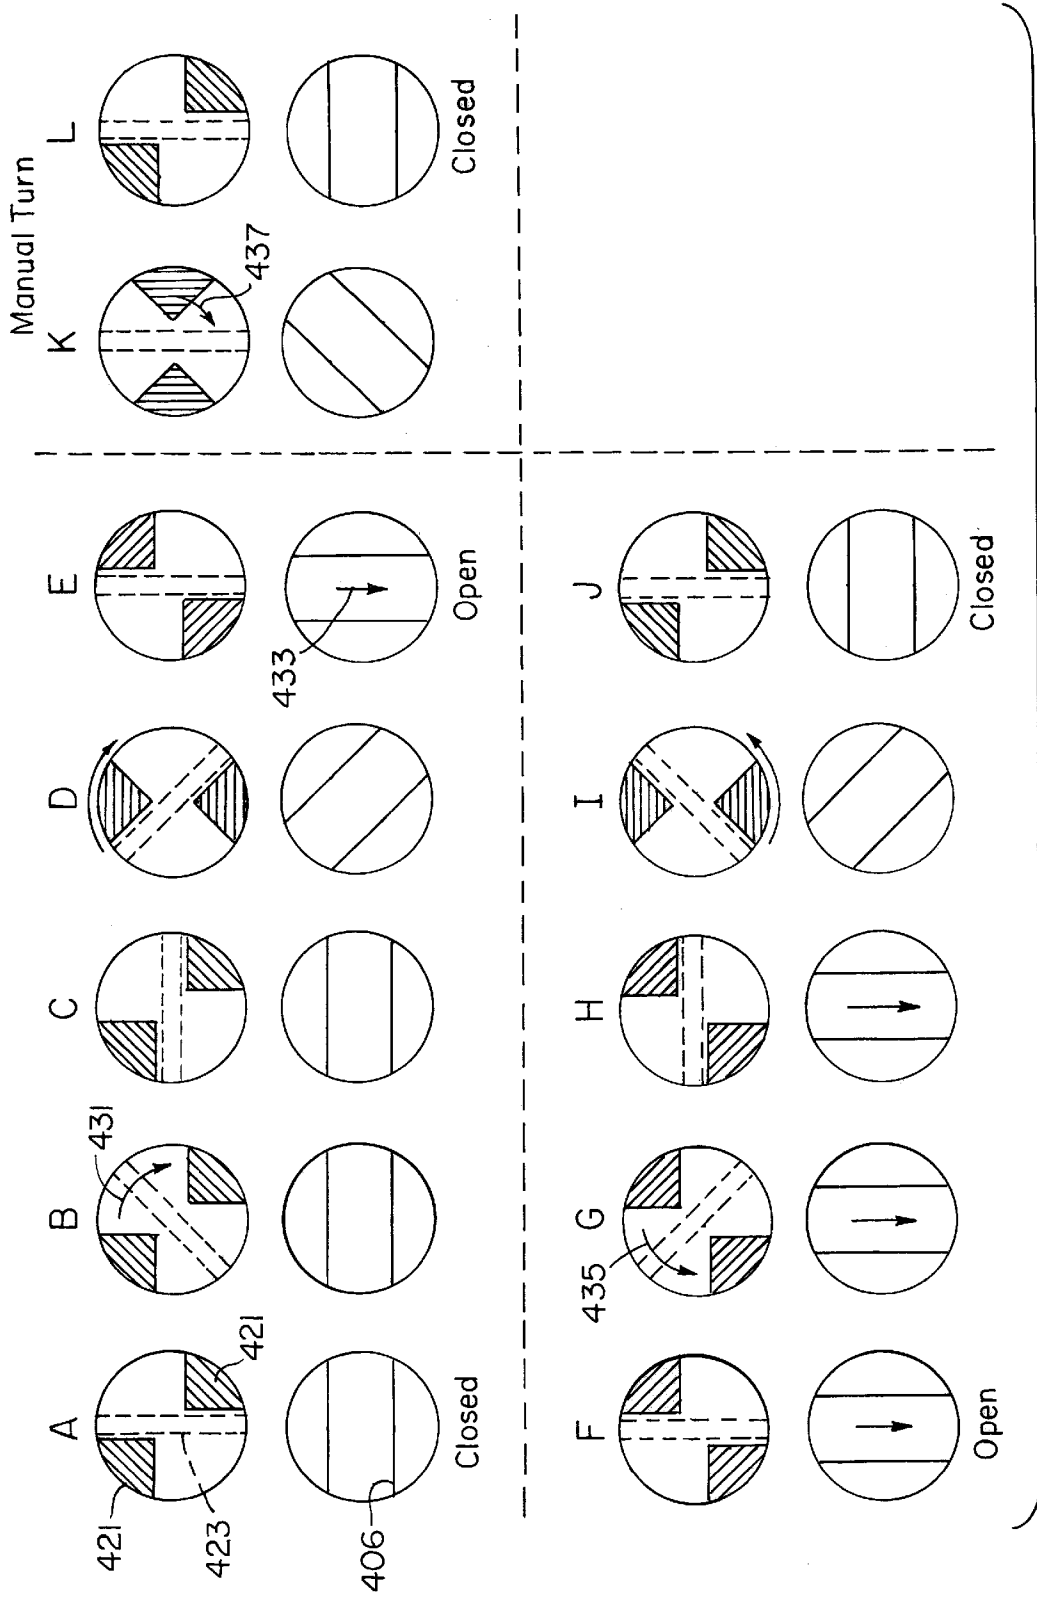 Manual Turn
A B C D E K L
421
431
437
421
423
433
406
Closed
Open
Closed
F G H I J
435
Open
Closed